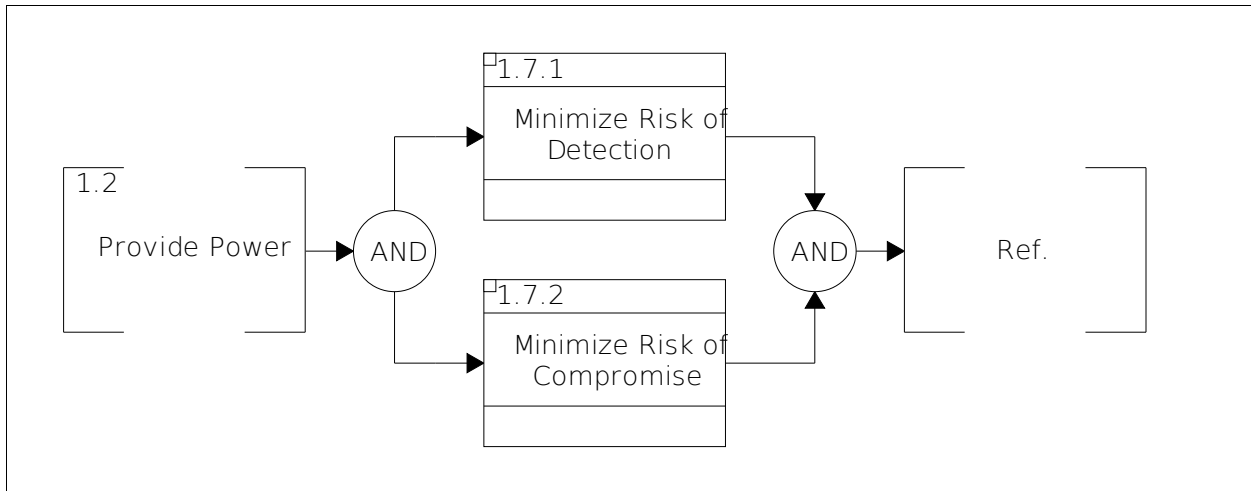 1.2
Provide Power
AND
1.7.1
Minimize Risk of
Detection
1.7.2
Minimize Risk of
Compromise
AND
Ref.